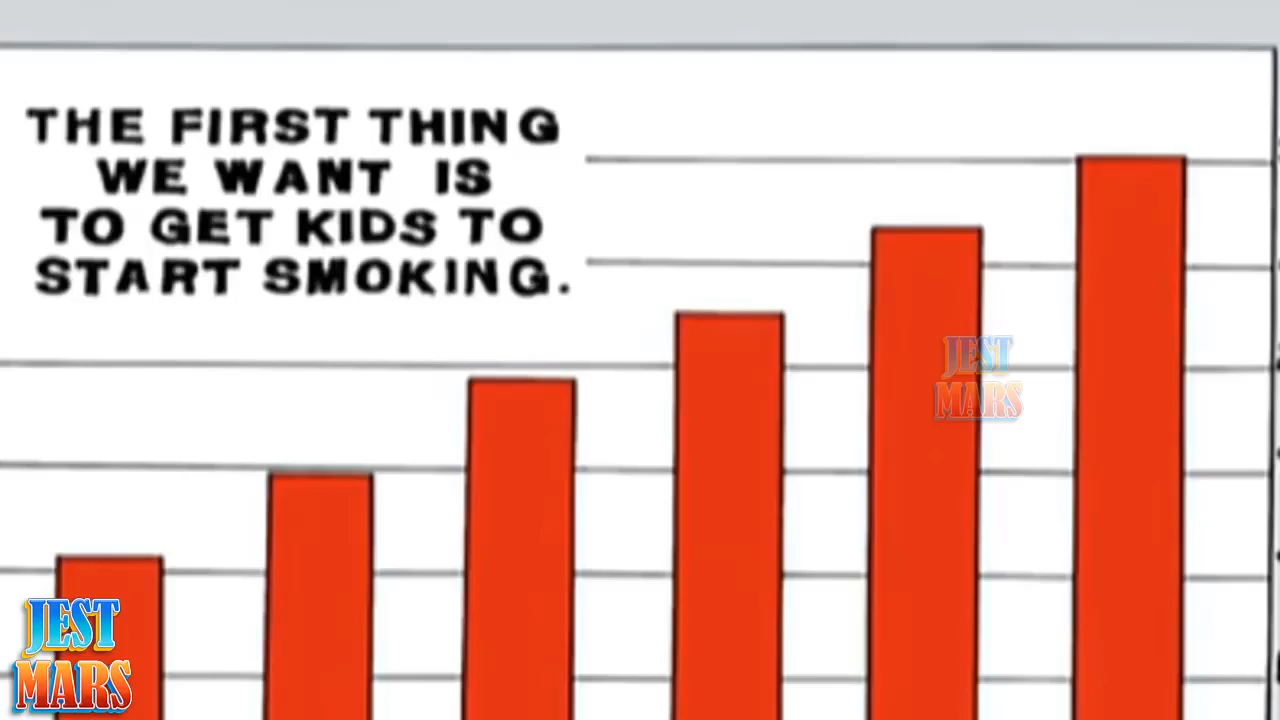 THE FIRST THING
WE WANT IS
TO GET KIDS TO
START SMOKING.
JEST
MARS
JEST
MARS